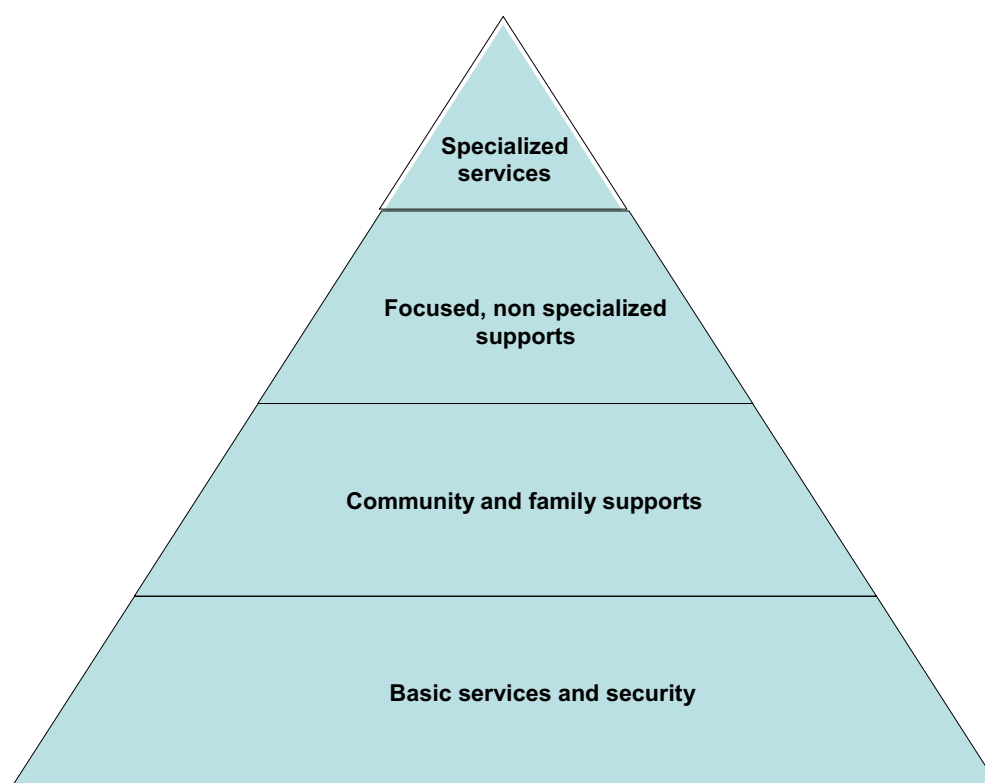 Specialized
services
Focused, non specialized
supports
Community and family supports
Basic services and security